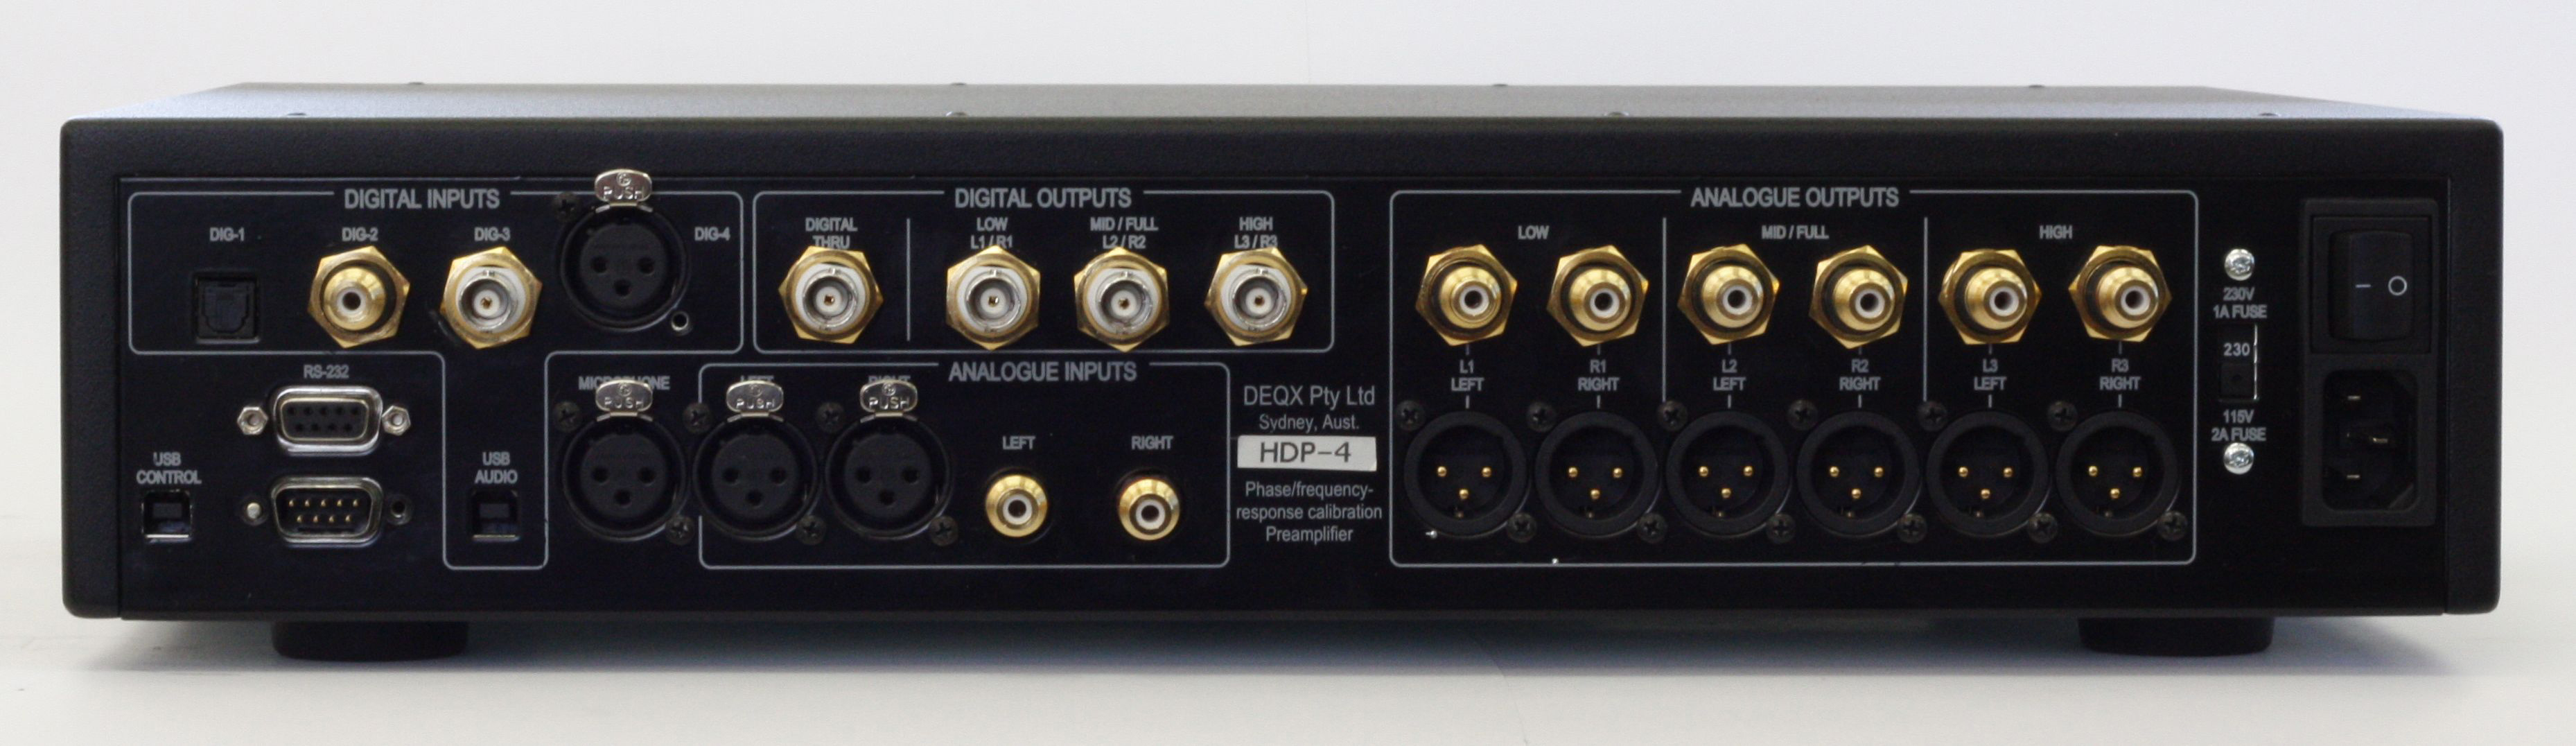 DIGITAL INPUTS
DIG-1
DIG-2
DIG-3
PUSH
DIG-4
DIGITAL OUTPUTS
DIGITAL
THRU
LOW
L1 / R1
MID / FULL
L2 / R2
HIGH
L3 / R3
ANALOGUE OUTPUTS
LOW
MID / FULL
HIGH
L1
LEFT
R1
RIGHT
L2
LEFT
R2
RIGHT
L3
LEFT
R3
RIGHT
230V
1A FUSE
230
115V
2A FUSE
RS-232
USB
CONTROL
USB
AUDIO
MICROPHONE
PUSH
ANALOGUE INPUTS
LEFT
PUSH
RIGHT
PUSH
LEFT
RIGHT
DEQX Pty Ltd
Sydney, Aust.
HDP-4
Phase/frequency-
response calibration
Preamplifier